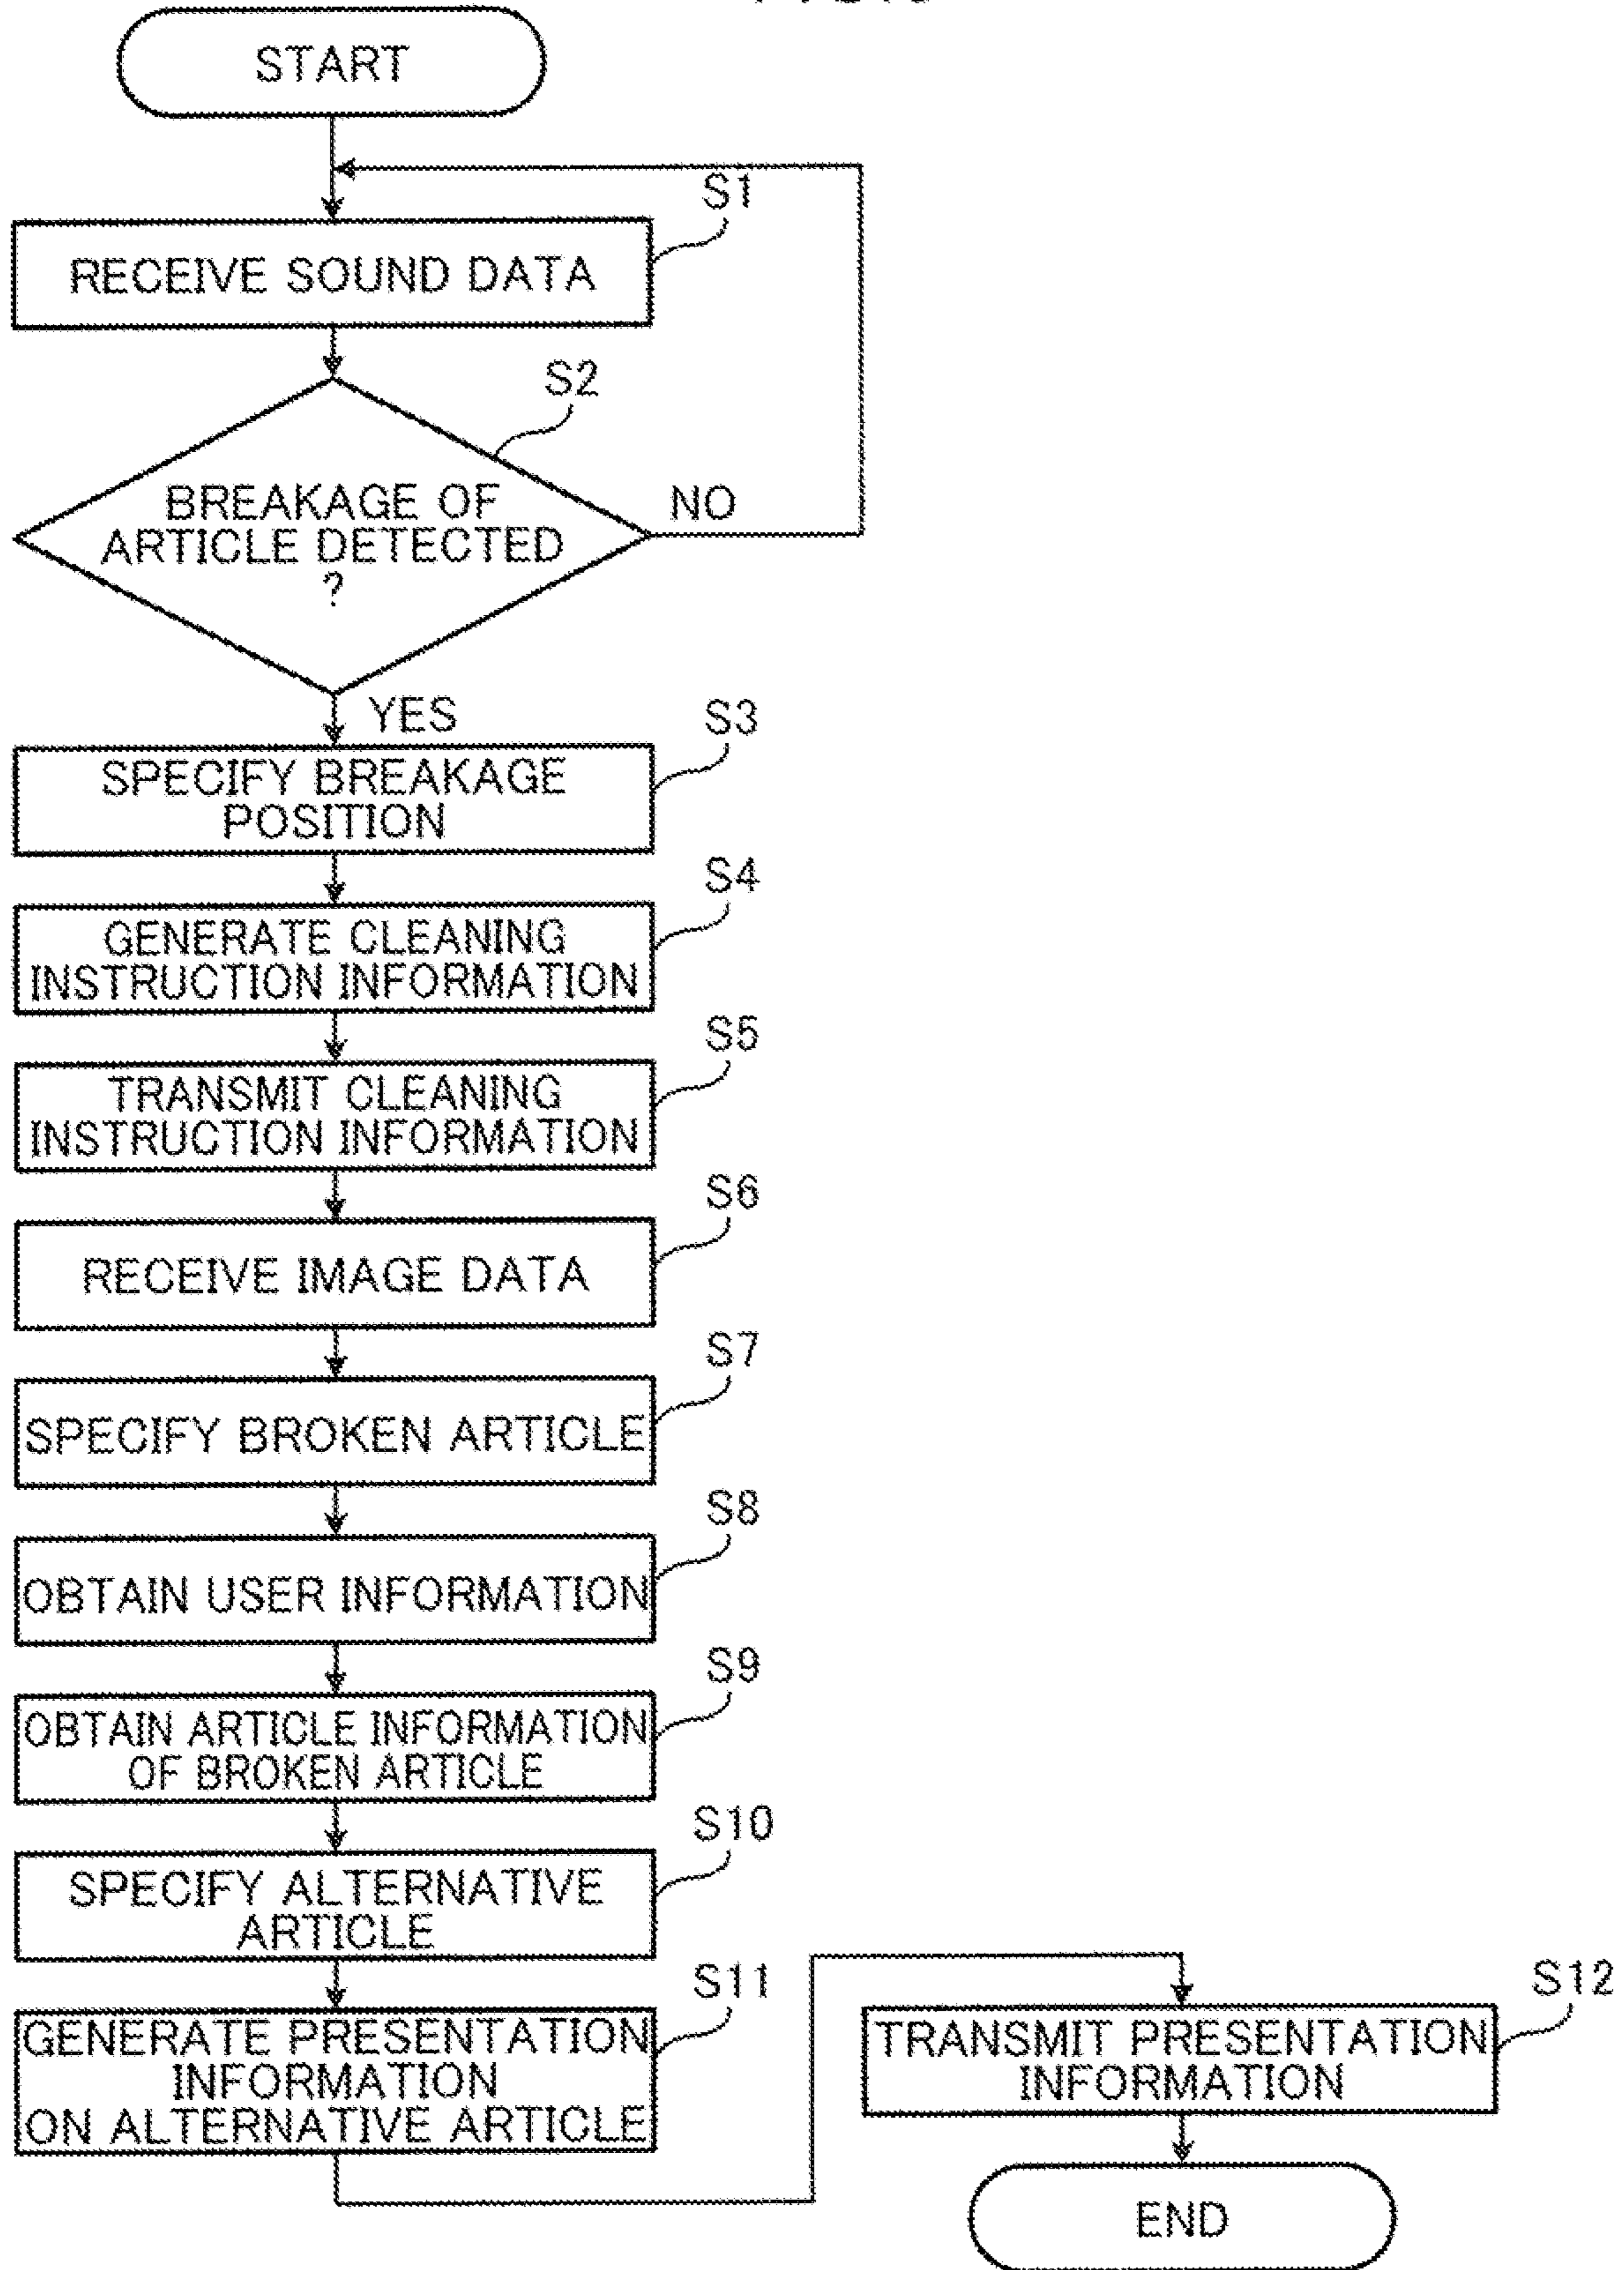 START
S1
RECEIVE SOUND DATA
S2
BREAKAGE OF
ARTICLE DETECTED
?
NO
YES
S3
SPECIFY BREAKAGE
POSITION
S4
GENERATE CLEANING
INSTRUCTION INFORMATION
S5
TRANSMIT CLEANING
INSTRUCTION INFORMATION
S6
RECEIVE IMAGE DATA
S7
SPECIFY BROKEN ARTICLE
S8
OBTAIN USER INFORMATION
S9
OBTAIN ARTICLE INFORMATION
OF BROKEN ARTICLE
S10
SPECIFY ALTERNATIVE
ARTICLE
S11
GENERATE PRESENTATION
INFORMATION
ON ALTERNATIVE ARTICLE
S12
TRANSMIT PRESENTATION
INFORMATION
END